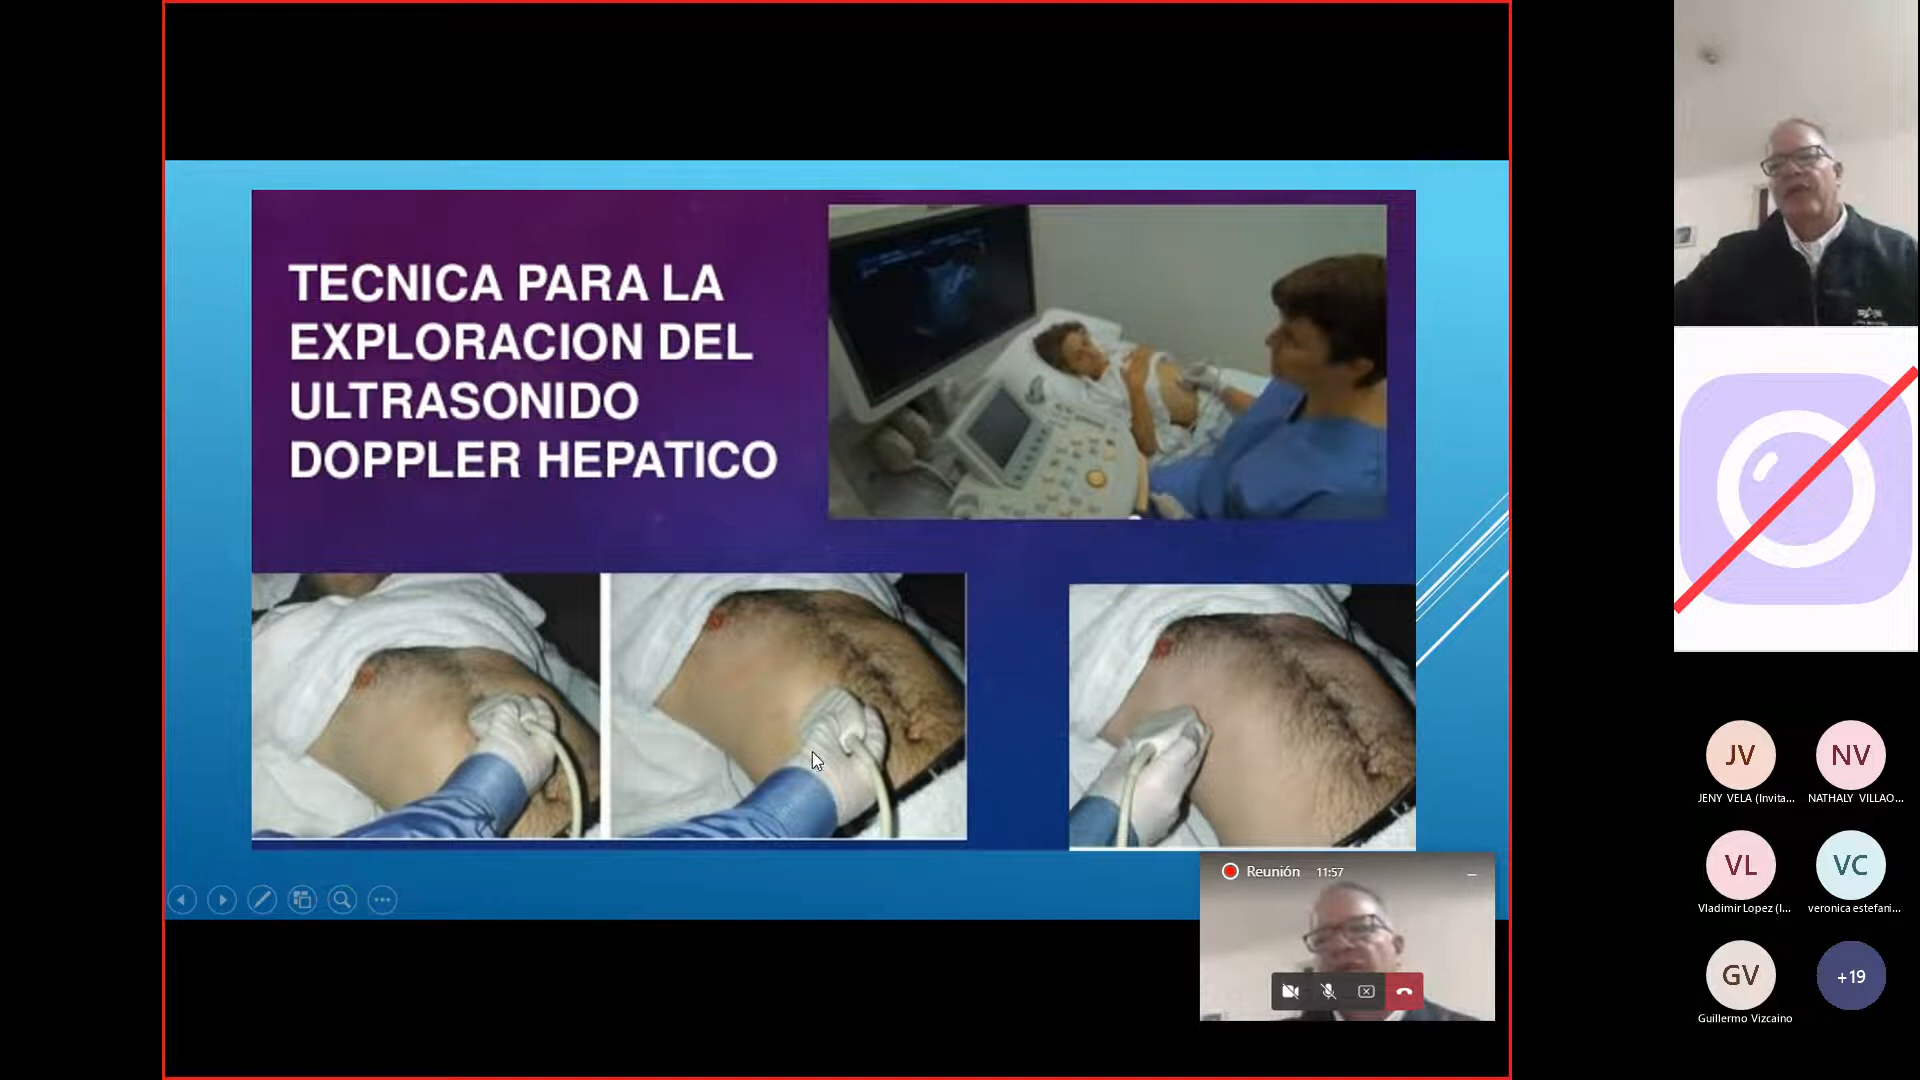 TECNICA PARA LA
EXPLORACION DEL
ULTRASONIDO
DOPPLER HEPATICO
Reunión 11:57
JV
JENY VELA (Invita...
NV
NATHALY VILLAO...
VL
Vladimir Lopez (I...
VC
veronica estefani...
GV
Guillermo Vizcaino
+19